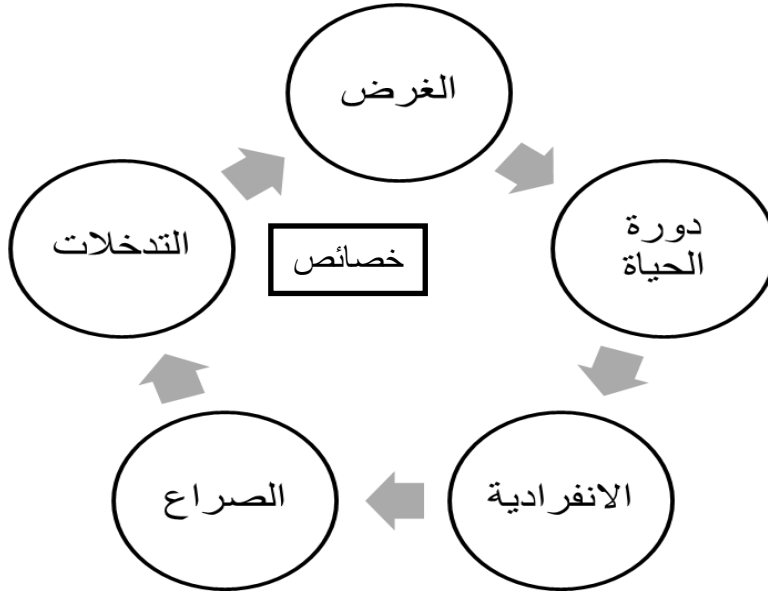 الغرض
دورة
الحياة
الانفرادية
الصراع
التدخلات
خصائص